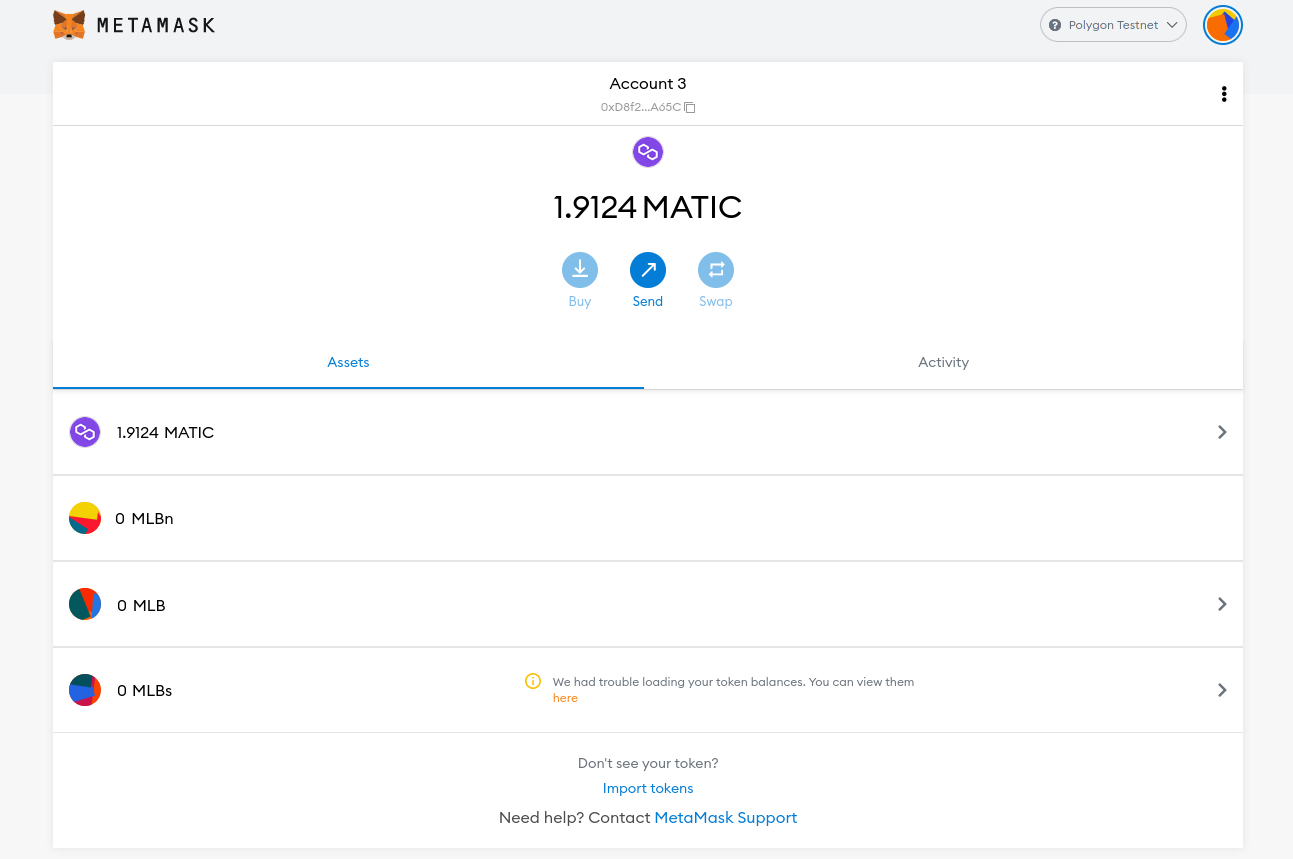 METAMASK
Polygon Testnet
Account 3
0xD8f2...A65C
1.9124 MATIC
Buy
Send
Swap
Assets
Activity
1.9124 MATIC
0 MLBn
0 MLB
0 MLBs
We had trouble loading your token balances. You can view them
here
Don't see your token?
Import tokens
Need help? Contact MetaMask Support